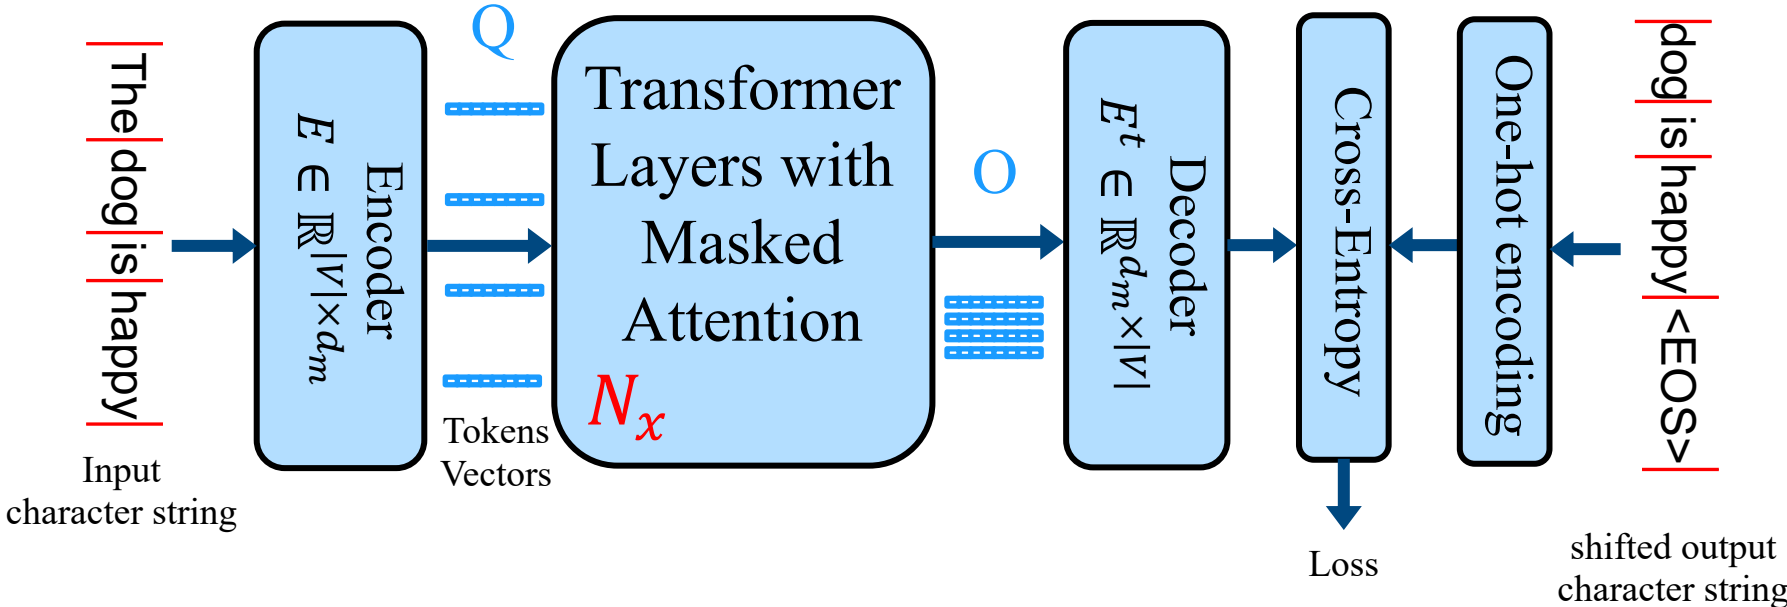 The
dog
is
happy
Input
character string
Encoder
E ∈ ℝ^{|V|×d_m}
Q
Tokens
Vectors
Transformer
Layers with
Masked
Attention
N_x
O
Decoder
E^t ∈ ℝ^{d_m×|V|}
Cross-Entropy
Loss
One-hot encoding
dog
is
happy
<EOS>
shifted output
character string